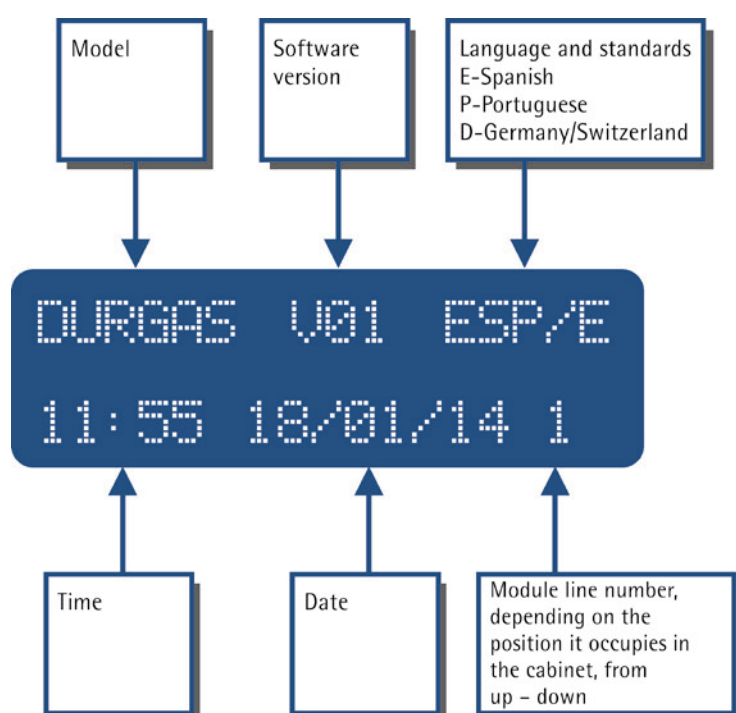 Model
Software
version
Language and standards
E-Spanish
P-Portuguese
D-Germany/Switzerland
DURGAS V01 ESP/E
11:55 18/01/14 1
Time
Date
Module line number,
depending on the
position it occupies in
the cabinet, from
up – down